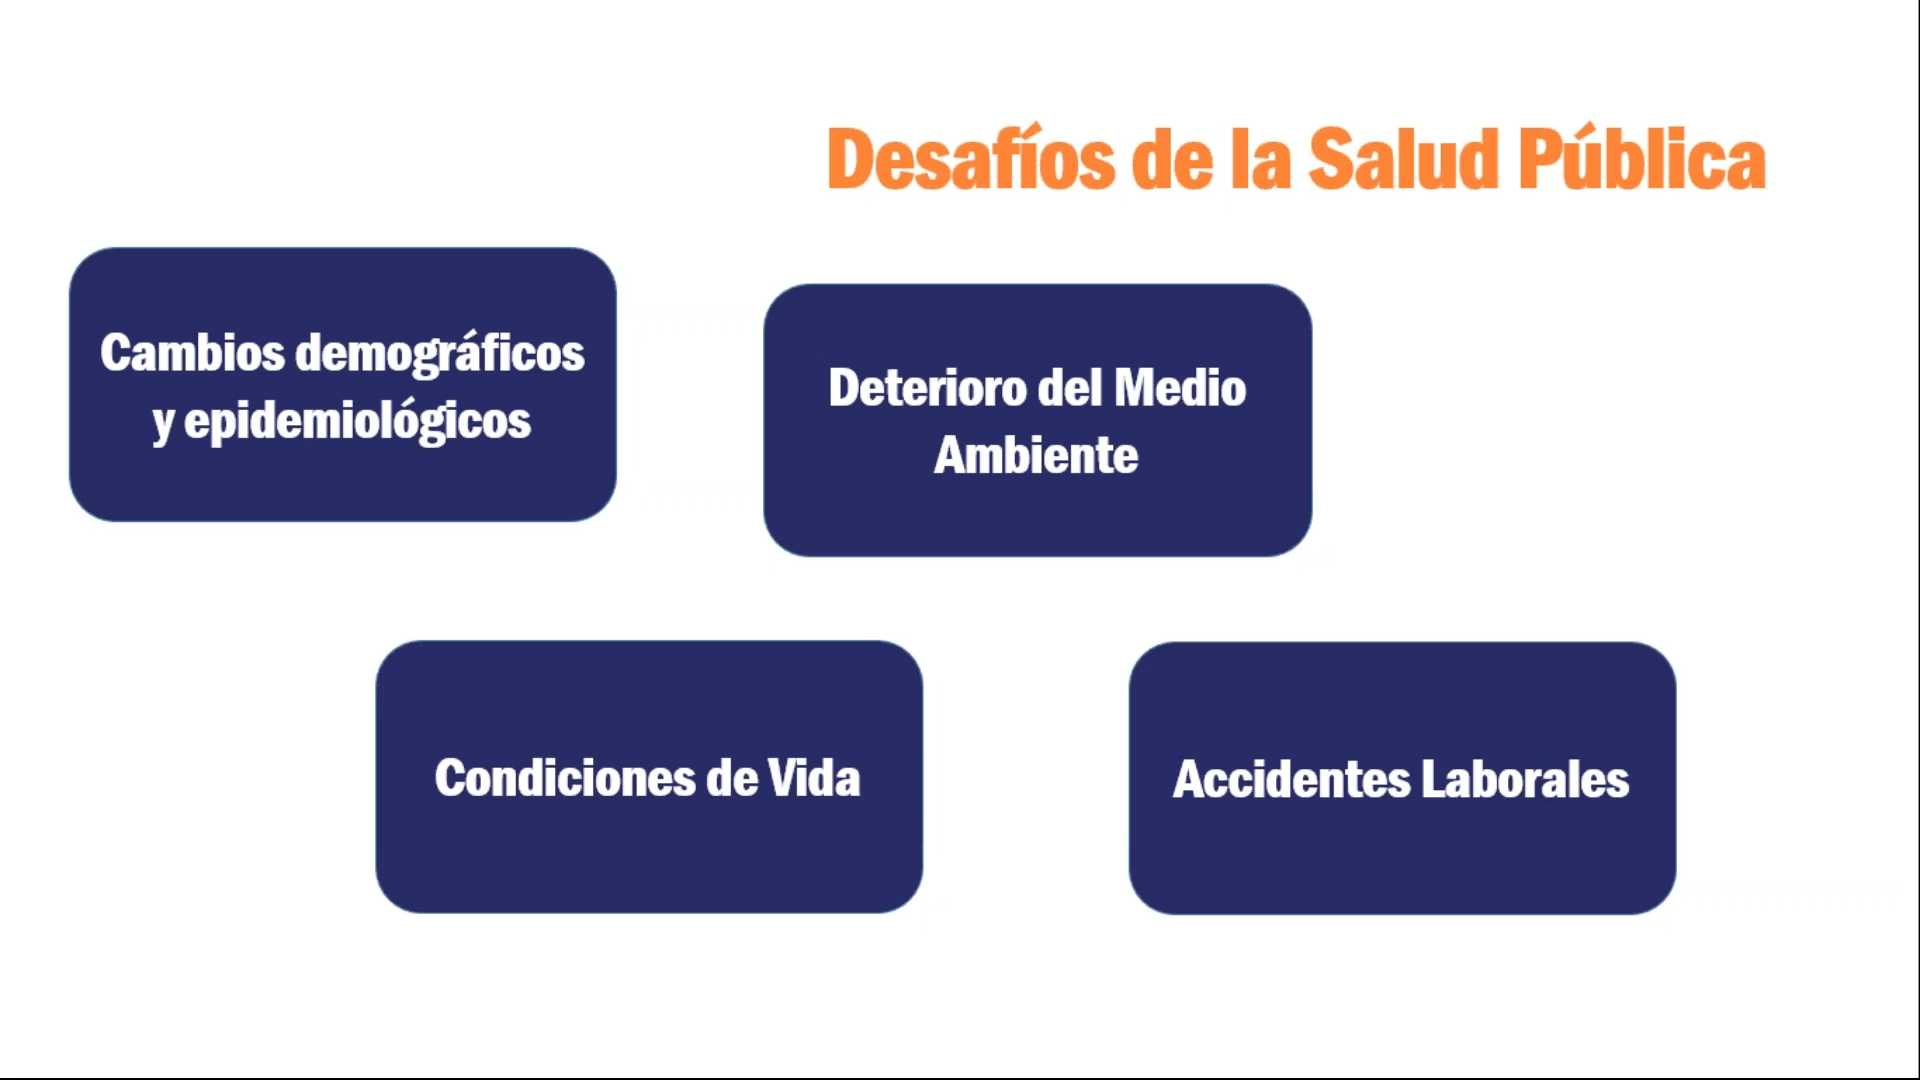 Desafíos de la Salud Pública
Cambios demográficos
y epidemiológicos
Deterioro del Medio
Ambiente
Condiciones de Vida
Accidentes Laborales